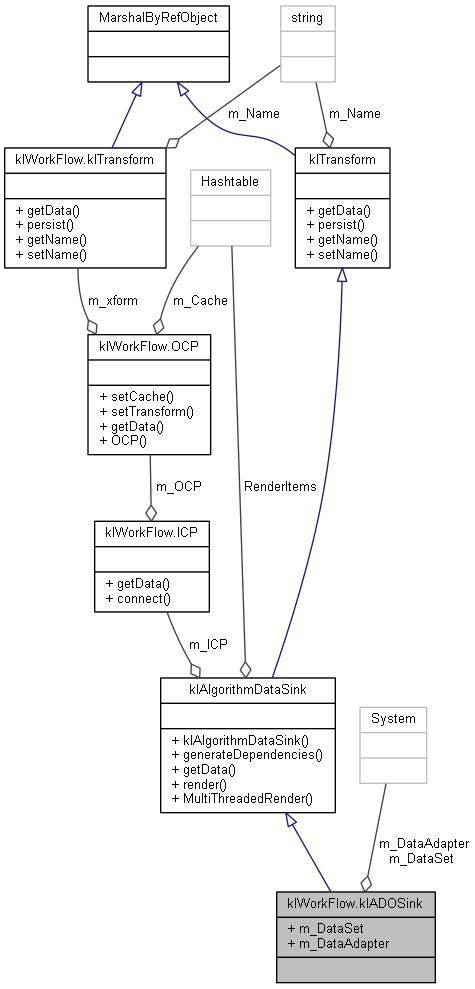 MarshalByRefObject
string
m_Name
m_Name
klWorkFlow.klTransform
+ getData()
+ persist()
+ getName()
+ setName()
klTransform
+ getData()
+ persist()
+ getName()
+ setName()
Hashtable
m_xform
m_Cache
klWorkFlow.OCP
+ setCache()
+ setTransform()
+ getData()
+ OCP()
m_OCP
RenderItems
klWorkFlow.ICP
+ getData()
+ connect()
m_ICP
klAlgorithmDataSink
+ klAlgorithmDataSink()
+ generateDependencies()
+ getData()
+ render()
+ MultiThreadedRender()
System
m_DataAdapter
m_DataSet
klWorkFlow.klADOSink
+ m_DataSet
+ m_DataAdapter